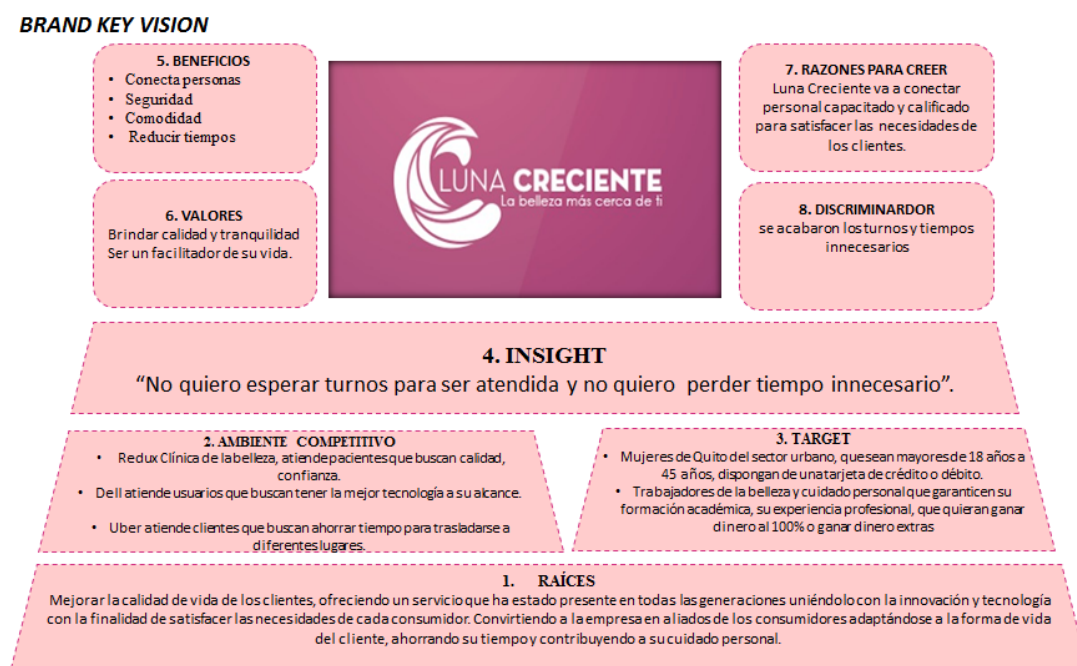 BRAND KEY VISION
5. BENEFICIOS
• Conecta personas
• Seguridad
• Comodidad
• Reducir tiempos
6. VALORES
Brindar calidad y tranquilidad
Ser un facilitador de su vida.
LUNA CRECIENTE
La belleza más cerca de ti
7. RAZONES PARA CREER
Luna Creciente va a conectar
personal capacitado y calificado
para satisfacer las necesidades de
los clientes.
8. DISCRIMINARDOR
se acabaron los turnos y tiempos
innecesarios
4. INSIGHT
“No quiero esperar turnos para ser atendida y no quiero perder tiempo innecesario”.
2. AMBIENTE COMPETITIVO
• Redux Clínica de la belleza, atiende pacientes que buscan calidad,
confianza.
• Dell atiende usuarios que buscan tener la mejor tecnología a su alcance.
• Uber atiende clientes que buscan ahorrar tiempo para trasladarse a
diferentes lugares.
3. TARGET
• Mujeres de Quito del sector urbano, que sean mayores de 18 años a
45 años, dispongan de una tarjeta de crédito o débito.
• Trabajadores de la belleza y cuidado personal que garanticen su
formación académica, su experiencia profesional, que quieran ganar
dinero al 100% o ganar dinero extras
1. RAÍCES
Mejorar la calidad de vida de los clientes, ofreciendo un servicio que ha estado presente en todas las generaciones uniéndolo con la innovación y tecnología
con la finalidad de satisfacer las necesidades de cada consumidor. Convirtiendo a la empresa en aliados de los consumidores adaptándose a la forma de vida
del cliente, ahorrando su tiempo y contribuyendo a su cuidado personal.